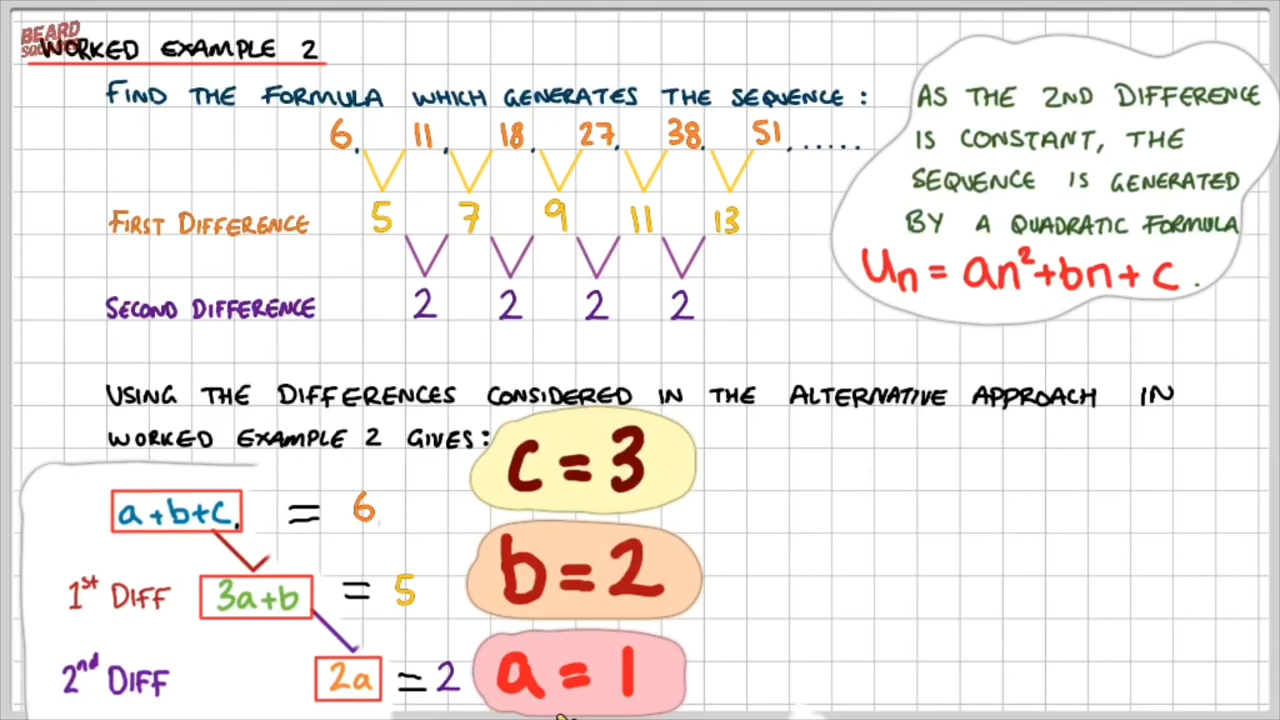 BEARD
SQUARED
WORKED EXAMPLE 2
FIND THE FORMULA WHICH GENERATES THE SEQUENCE :
6, 11, 18, 27, 38, 51, .....
FIRST DIFFERENCE 5 7 9 11 13
SECOND DIFFERENCE 2 2 2 2
AS THE 2ND DIFFERENCE
IS CONSTANT, THE
SEQUENCE IS GENERATED
BY A QUADRATIC FORMULA
Uₙ = an² + bn + c .
USING THE DIFFERENCES CONSIDERED IN THE ALTERNATIVE APPROACH IN
WORKED EXAMPLE 2 GIVES:
a+b+c. = 6
c = 3
1st DIFF 3a+b = 5
b = 2
2nd DIFF 2a = 2
a = 1